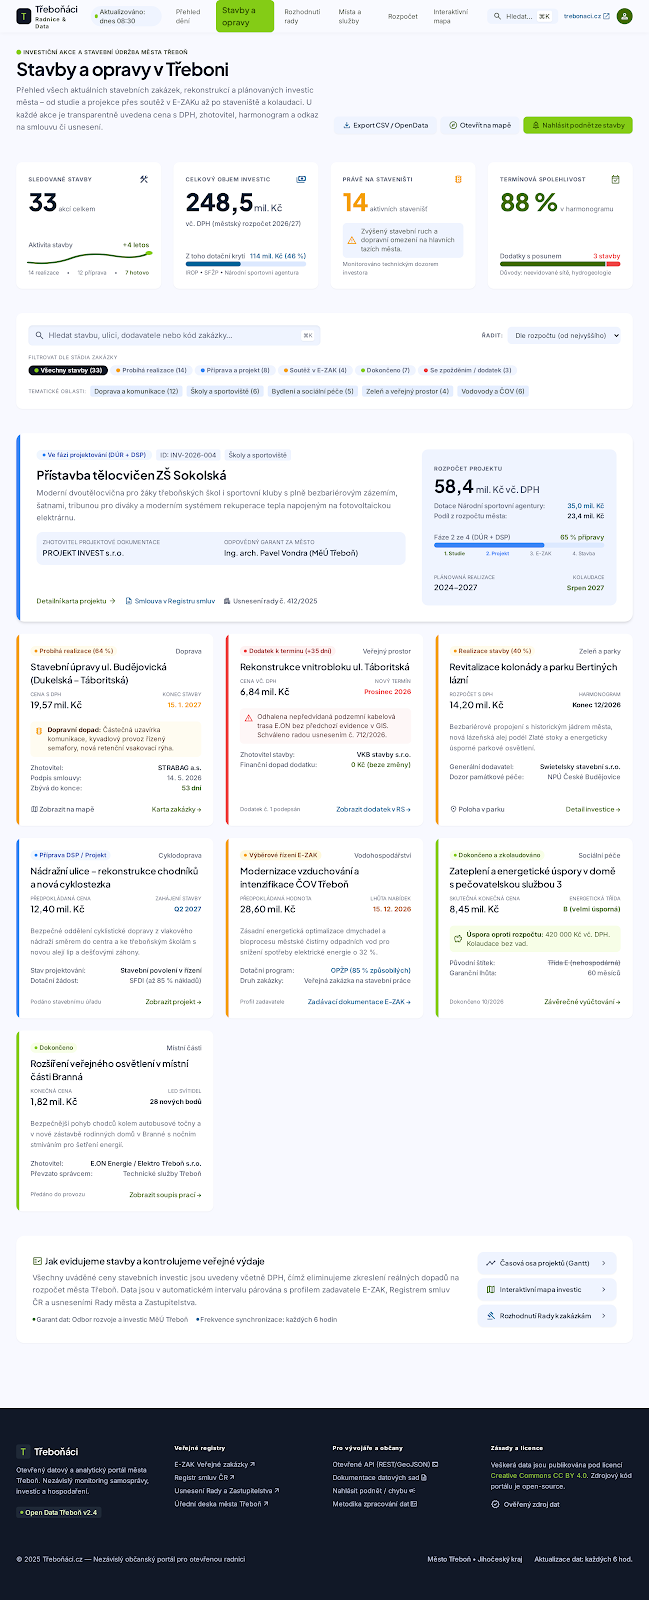 T Třeboňáci
Radnice & Data
Aktualizováno: dnes 08:30
Přehled dění
Stavby a opravy
Rozhodnutí rady
Místa a služby
Rozpočet
Interaktivní mapa
Hledat... ⌘K
trebonaci.cz
INVESTIČNÍ AKCE A STAVEBNÍ ÚDRŽBA MĚSTA TŘEBOŇ
Stavby a opravy v Třeboni
Přehled všech aktuálních stavebních zakázek, rekonstrukcí a plánovaných investic
města – od studie a projekce přes soutěž v E-ZAKu až po staveniště a kolaudaci. U
každé akce je transparentně uvedena cena s DPH, zhotovitel, harmonogram a odkaz
na smlouvu či usnesení.
Export CSV / OpenData
Otevřít na mapě
Nahlásit podnět ze stavby
SLEDOVANÉ STAVBY
33 akcí celkem
Aktivita stavby +4 letos
14 realizace • 12 příprava • 7 hotovo
CELKOVÝ OBJEM INVESTIC
248,5 mil. Kč
vč. DPH (městský rozpočet 2026/27)
Z toho dotační krytí 114 mil. Kč (46 %)
IROP • SFŽP • Národní sportovní agentura
PRÁVĚ NA STAVENIŠTI
14 aktivních stavenišť
Zvýšený stavební ruch a
dopravní omezení na hlavních
tazích města.
Monitorováno technickým dozorem
investora
TERMÍNOVÁ SPOLEHLIVOST
88 % v harmonogramu
Dodatky s posunem 3 stavby
Důvody: neevidované sítě, hydrogeologie
Hledat stavbu, ulici, dodavatele nebo kód zakázky... ⌘K
ŘADIT: Dle rozpočtu (od nejvyššího)
FILTROVAT DLE STÁDIA ZAKÁZKY
Všechny stavby (33)
Probíhá realizace (14)
Příprava a projekt (8)
Soutěž v E-ZAK (4)
Dokončeno (7)
Se zpožděním / dodatek (3)
TEMATICKÉ OBLASTI:
Doprava a komunikace (12)
Školy a sportoviště (6)
Bydlení a sociální péče (5)
Zeleň a veřejný prostor (4)
Vodovody a ČOV (6)
Ve fázi projektování (DÚR + DSP)
ID: INV-2026-004
Školy a sportoviště
Přístavba tělocvičen ZŠ Sokolská
Moderní dvoutělocvična pro žáky třeboňských škol i sportovní kluby s plně bezbariérovým zázemím,
šatnami, tribunou pro diváky a moderním systémem rekuperace tepla napojeným na fotovoltaickou
elektrárnu.
ZHOTOVITEL PROJEKTOVÉ DOKUMENTACE
PROJEKT INVEST s.r.o.
ODPOVĚDNÝ GARANT ZA MĚSTO
Ing. arch. Pavel Vondra (MěÚ Třeboň)
Detailní karta projektu →
Smlouva v Registru smluv
Usnesení rady č. 412/2025
ROZPOČET PROJEKTU
58,4 mil. Kč vč. DPH
Dotace Národní sportovní agentury: 35,0 mil. Kč
Podíl z rozpočtu města: 23,4 mil. Kč
Fáze 2 ze 4 (DÚR + DSP) 65 % přípravy
1. Studie 2. Projekt 3. E-ZAK 4. Stavba
PLÁNOVANÁ REALIZACE KOLAUDACE
2024–2027 Srpen 2027
Probíhá realizace (64 %) Doprava
Stavební úpravy ul. Budějovická
(Dukelská – Táboritská)
CENA S DPH KONEC STAVBY
19,57 mil. Kč 15. 1. 2027
Dopravní dopad: Částečná uzavírka
komunikace, kyvadlový provoz řízený
semafory, nová retenční vsakovací rýha.
Zhotovitel: STRABAG a.s.
Podpis smlouvy: 14. 5. 2026
Zbývá do konce: 53 dní
Zobrazit na mapě Karta zakázky →
Dodatek k termínu (+35 dní) Veřejný prostor
Rekonstrukce vnitrobloku ul. Táboritská
CENA VČ. DPH NOVÝ TERMÍN
6,84 mil. Kč Prosinec 2026
Odhalena nepředvídaná podzemní kabelová
trasa E.ON bez předchozí evidence v GIS.
Schváleno radou usnesením č. 712/2026.
Zhotovitel stavby: VKB stavby s.r.o.
Finanční dopad dodatku: 0 Kč (beze změny)
Dodatek č. 1 podepsán Zobrazit dodatek v RS →
Realizace stavby (40 %) Zeleň a parky
Revitalizace kolonády a parku Bertiných
lázní
ROZPOČET S DPH HARMONOGRAM
14,20 mil. Kč Konec 12/2026
Bezbariérové propojení s historickým jádrem města,
nová lázeňská alej podél Zlaté stoky a energeticky
úsporné parkové osvětlení.
Generální dodavatel: Swietelsky stavební s.r.o.
Dozor památkové péče: NPÚ České Budějovice
Poloha v parku Detail investice →
Příprava DSP / Projekt Cyklodoprava
Nádražní ulice – rekonstrukce chodníků
a nová cyklostezka
PŘEDPOKLÁDANÁ CENA ZAHÁJENÍ STAVBY
12,40 mil. Kč Q2 2027
Bezpečné oddělení cyklistické dopravy z vlakového
nádraží směrem do centra a ke třeboňským školám s
novou alejí lip a dešťovými záhony.
Stav projektování: Stavební povolení v řízení
Dotační žádost: SFDI (až 85 % nákladů)
Podáno stavebnímu úřadu Zobrazit projekt →
Výběrové řízení E-ZAK Vodohospodářství
Modernizace vzduchování a
intenzifikace ČOV Třeboň
PŘEDPOKLÁDANÁ HODNOTA LHŮTA NABÍDEK
28,60 mil. Kč 15. 12. 2026
Zásadní energetická optimalizace dmychadel a
bioprocesu městské čistírny odpadních vod pro
snížení spotřeby elektrické energie o 32 %.
Dotační program: OPŽP (85 % způsobilých)
Druh zakázky: Veřejná zakázka na stavební práce
Profil zadavatele Zadávací dokumentace E-ZAK →
Dokončeno a zkolaudováno Sociální péče
Zateplení a energetické úspory v domě
s pečovatelskou službou 3
SKUTEČNÁ KONEČNÁ CENA ENERGETICKÁ TŘÍDA
8,45 mil. Kč B (velmi úsporná)
Úspora oproti rozpočtu: 420 000 Kč vč. DPH.
Kolaudace bez vad.
Původní štítek: Třída E (nehospodárná)
Garanční lhůta: 60 měsíců
Dokončeno 10/2026 Závěrečné vyúčtování →
Dokončeno Místní části
Rozšíření veřejného osvětlení v místní
části Branná
KONEČNÁ CENA LED SVÍTIDEL
1,82 mil. Kč 28 nových bodů
Bezpečnější pohyb chodců kolem autobusové točny a
v nové zástavbě rodinných domů v Branné s nočním
stmíváním pro šetření energií.
Zhotovitel: E.ON Energie / Elektro Třeboň s.r.o.
Převzato správcem: Technické služby Třeboň
Předáno do provozu Zobrazit soupis prací →
Jak evidujeme stavby a kontrolujeme veřejné výdaje
Všechny uváděné ceny stavebních investic jsou uvedeny včetně DPH, čímž eliminujeme zkreslení reálných dopadů na
rozpočet města Třeboň. Data jsou v automatickém intervalu párována s profilem zadavatele E-ZAK, Registrem smluv
ČR a usneseními Rady města a Zastupitelstva.
Garant dat: Odbor rozvoje a investic MěÚ Třeboň
Frekvence synchronizace: každých 6 hodin
Časová osa projektů (Gantt)
Interaktivní mapa investic
Rozhodnutí Rady k zakázkám
T Třeboňáci
Otevřený datový a analytický portál města
Třeboň. Nezávislý monitoring samosprávy,
investic a hospodaření.
Open Data Třeboň v2.4
Veřejné registry
E-ZAK Veřejné zakázky ↗
Registr smluv ČR ↗
Usnesení Rady a Zastupitelstva ↗
Úřední deska města Třeboň ↗
Pro vývojáře a občany
Otevřené API (REST/GeoJSON)
Dokumentace datových sad
Nahlásit podnět / chybu
Metodika zpracování dat
Zásady a licence
Veškerá data jsou publikována pod licencí
Creative Commons CC BY 4.0. Zdrojový kód
portálu je open-source.
Ověřený zdroj dat
© 2025 Třeboňáci.cz — Nezávislý občanský portál pro otevřenou radnici
Město Třeboň • Jihočeský kraj
Aktualizace dat: každých 6 hod.